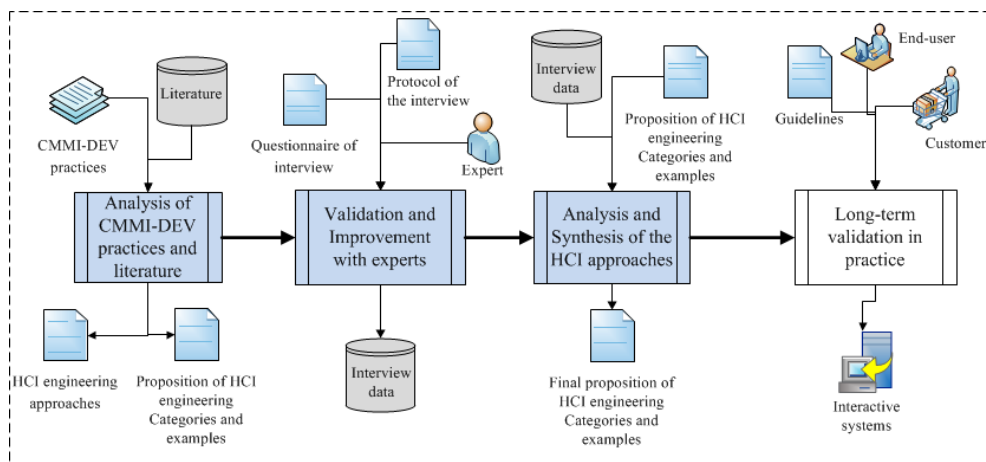 CMMI-DEV
practices
Literature
Analysis of
CMMI-DEV
practices and
literature
HCI engineering
approaches
Proposition of HCI
engineering
Categories and
examples
Questionnaire of
interview
Protocol of
the interview
Expert
Validation and
Improvement
with experts
Interview
data
Interview
data
Proposition of HCI
engineering
Categories and
examples
Analysis and
Synthesis of the
HCI approaches
Final proposition of
HCI engineering
Categories and
examples
Guidelines
End-user
Customer
Long-term
validation in
practice
Interactive
systems